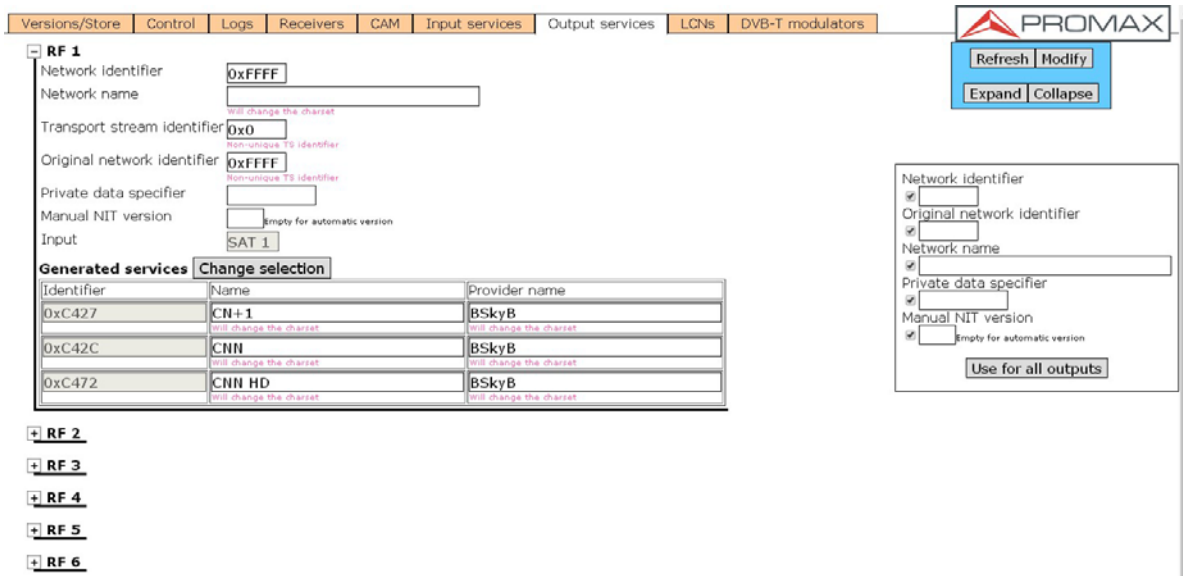 Versions/Store Control Logs Receivers CAM Input services Output services LCNs DVB-T modulators
PROMAX
Refresh Modify
Expand Collapse
- RF 1
Network identifier 0xFFFF
Network name
Will change the charset
Transport stream identifier 0x0
Non-unique TS identifier
Original network identifier 0xFFFF
Non-unique TS identifier
Private data specifier
Manual NIT version Empty for automatic version
Input SAT 1
Generated services Change selection
Identifier Name Provider name
0xC427 CN+1 BSkyB
Will change the charset Will change the charset
0xC42C CNN BSkyB
Will change the charset Will change the charset
0xC472 CNN HD BSkyB
Will change the charset Will change the charset
+ RF 2
+ RF 3
+ RF 4
+ RF 5
+ RF 6
Network identifier
Original network identifier
Network name
Private data specifier
Manual NIT version
Empty for automatic version
Use for all outputs